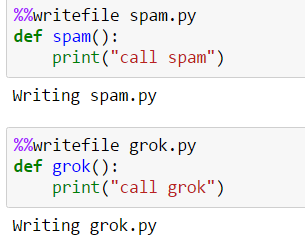 %%writefile spam.py
def spam():
    print("call spam")
Writing spam.py
%%writefile grok.py
def grok():
    print("call grok")
Writing grok.py